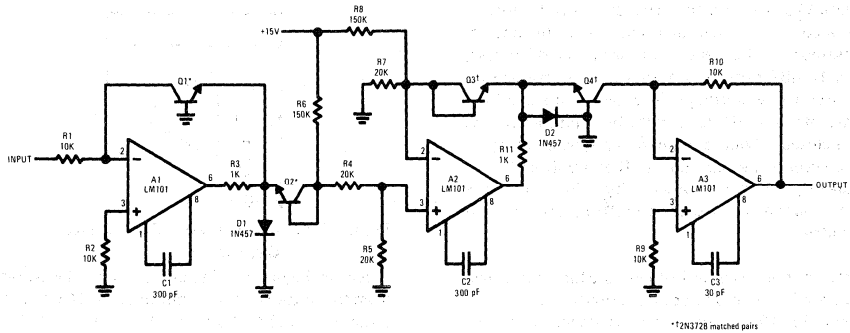 +15V
R8
150K
Q1*
R7
20K
Q3†
Q4†
R10
10K
R6
150K
D2
1N457
R1
10K
INPUT
2
A1
LM101
6
3
1
8
R3
1K
Q2*
R4
20K
2
A2
LM101
6
3
1
8
R11
1K
2
A3
LM101
6
OUTPUT
3
1
8
R2
10K
C1
300 pF
D1
1N457
R5
20K
C2
300 pF
R9
10K
C3
30 pF
*†2N3728 matched pairs